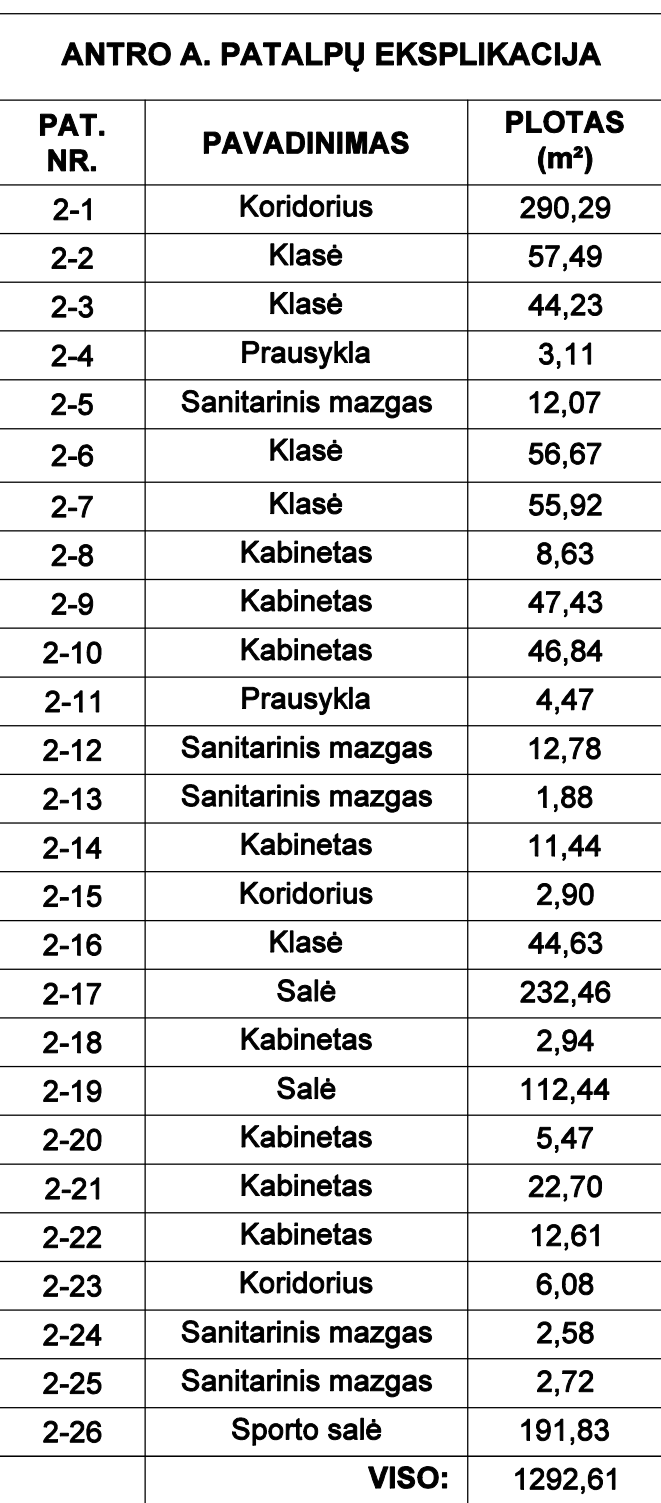 ANTRO A. PATALPŲ EKSPLIKACIJA
PAT. NR. PAVADINIMAS PLOTAS (m²)
2-1 Koridorius 290,29
2-2 Klasė 57,49
2-3 Klasė 44,23
2-4 Prausykla 3,11
2-5 Sanitarinis mazgas 12,07
2-6 Klasė 56,67
2-7 Klasė 55,92
2-8 Kabinetas 8,63
2-9 Kabinetas 47,43
2-10 Kabinetas 46,84
2-11 Prausykla 4,47
2-12 Sanitarinis mazgas 12,78
2-13 Sanitarinis mazgas 1,88
2-14 Kabinetas 11,44
2-15 Koridorius 2,90
2-16 Klasė 44,63
2-17 Salė 232,46
2-18 Kabinetas 2,94
2-19 Salė 112,44
2-20 Kabinetas 5,47
2-21 Kabinetas 22,70
2-22 Kabinetas 12,61
2-23 Koridorius 6,08
2-24 Sanitarinis mazgas 2,58
2-25 Sanitarinis mazgas 2,72
2-26 Sporto salė 191,83
VISO: 1292,61